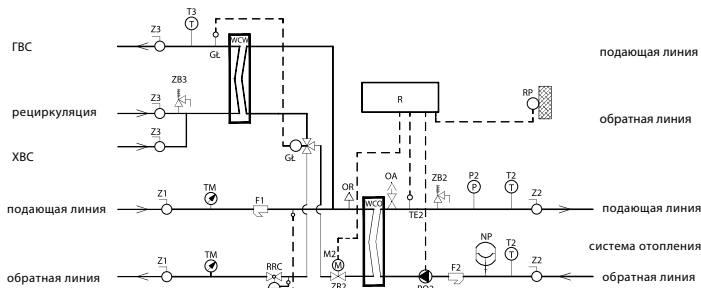 T3
T
Z3
WCW
GŁ
ГВС
подающая линия
ZB3
Z3
RP
R
рециркуляция
обратная линия
Z3
ХВС
GŁ
Z1
TM
F1
OR
OA
ZB2
P2
P
T2
T
Z2
WCO
TE2
подающая линия
подающая линия
NP
система отопления
Z1
TM
RRC
M2
M
F2
T2
T
Z2
обратная линия
обратная линия
ZR2
PO2